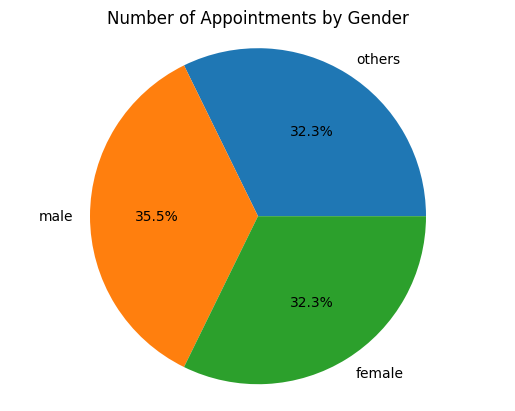 Number of Appointments by Gender
others
32.3%
male
35.5%
32.3%
female